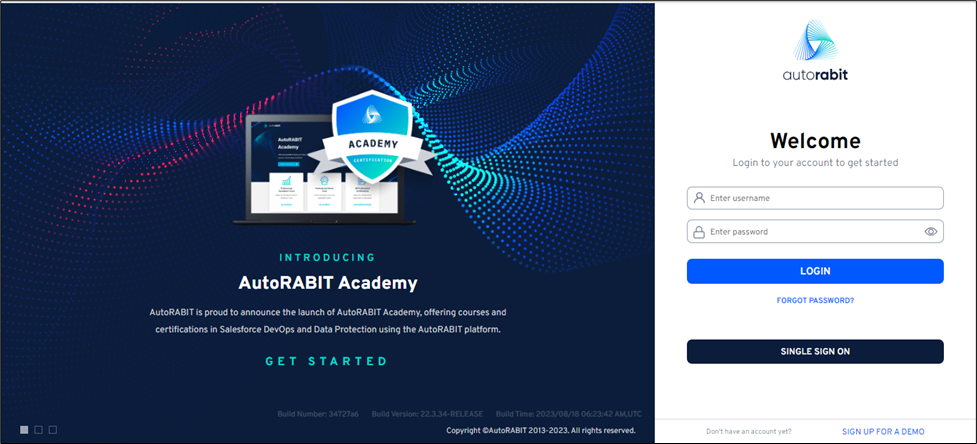 AutoRABIT
Academy
ACADEMY
CERTIFICATION
INTRODUCING
AutoRABIT Academy
AutoRABIT is proud to announce the launch of AutoRABIT Academy, offering courses and
certifications in Salesforce DevOps and Data Protection using the AutoRABIT platform.
GET STARTED
Build Number: 34727a6 Build Version: 22.3.34-RELEASE Build Time: 2023/08/18 06:23:42 AM,UTC
Copyright ©AutoRABIT 2013-2023. All rights reserved.
autorabit
Welcome
Login to your account to get started
Enter username
Enter password
LOGIN
FORGOT PASSWORD?
SINGLE SIGN ON
Don't have an account yet? SIGN UP FOR A DEMO